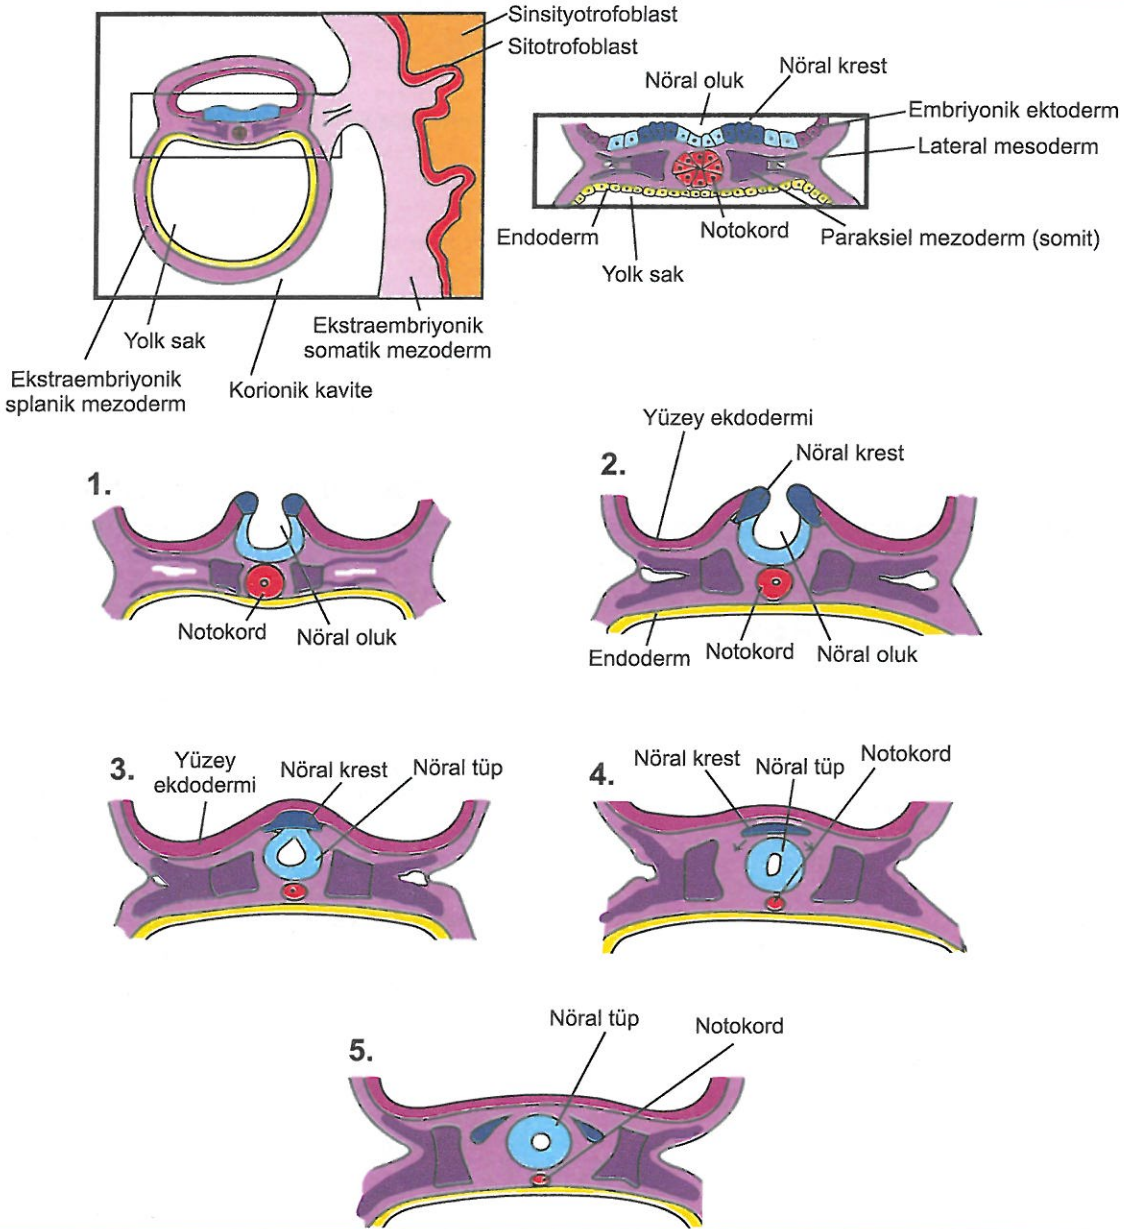 Sinsityotrofoblast
Sitotrofoblast
Nöral oluk
Nöral krest
Embriyonik ektoderm
Lateral mesoderm
Endoderm
Notokord
Paraksiel mezoderm (somit)
Yolk sak
Yolk sak
Ekstraembriyonik
somatik mezoderm
Ekstraembriyonik
splanik mezoderm
Korionik kavite
1.
Notokord
Nöral oluk
2.
Yüzey ekdodermi
Nöral krest
Endoderm
Notokord
Nöral oluk
3.
Yüzey
ekdodermi
Nöral krest
Nöral tüp
4.
Nöral krest
Nöral tüp
Notokord
5.
Nöral tüp
Notokord